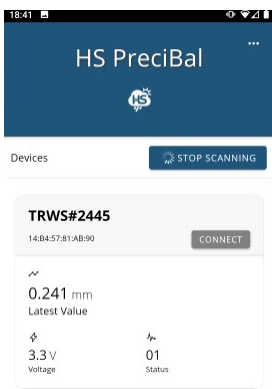 18:41
HS PreciBal
HS
Devices
STOP SCANNING
TRWS#2445
14:B4:57:81:AB:90
CONNECT
0.241 mm
Latest Value
3.3 V
01
Voltage
Status